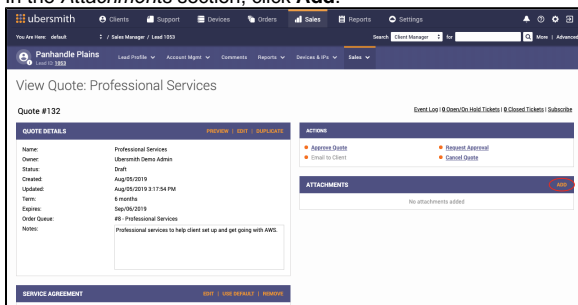 in the Attachments section, click Add.
ubersmith Clients Support Devices Orders Sales Reports Settings
You Are Here: default / Sales Manager / Lead 1053 Search Client Manager for More | Advanced
Panhandle Plains
Lead ID: 1053
Lead Profile Account Mgmt Comments Reports Devices & IPs Sales
View Quote: Professional Services
Quote #132
Event Log | 0 Open/On Hold Tickets | 0 Closed Tickets | Subscribe
QUOTE DETAILS PREVIEW | EDIT | DUPLICATE
Name: Professional Services
Owner: Ubersmith Demo Admin
Status: Draft
Created: Aug/05/2019
Updated: Aug/05/2019 3:17:54 PM
Term: 6 months
Expires: Sep/06/2019
Order Queue: #8 - Professional Services
Notes: Professional services to help client set up and get going with AWS.
ACTIONS
Approve Quote Request Approval
Email to Client Cancel Quote
ATTACHMENTS ADD
No attachments added
SERVICE AGREEMENT EDIT | USE DEFAULT | REMOVE